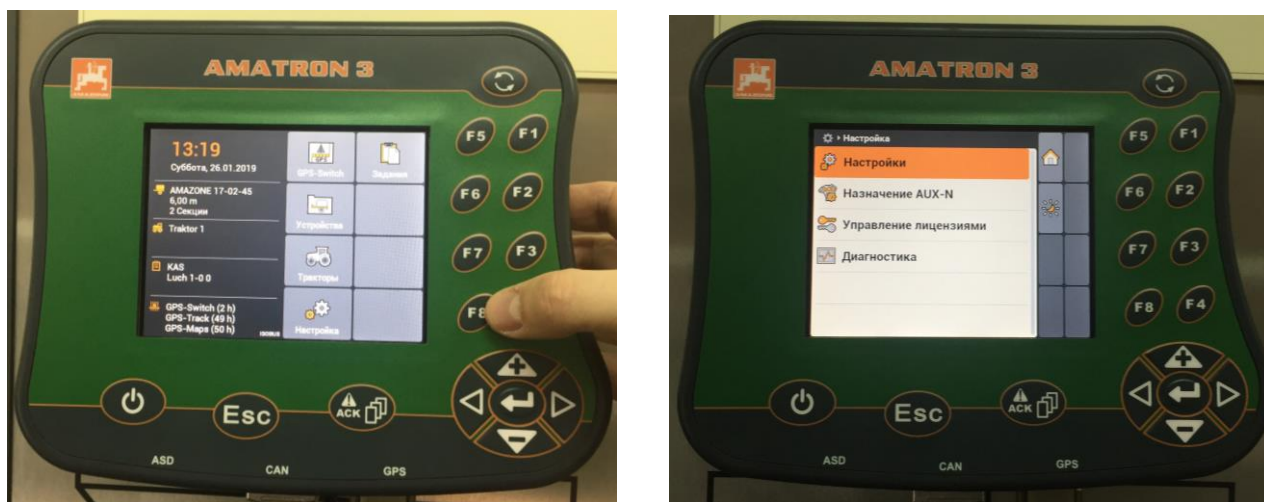 AMATRON 3
13:19
Суббота, 26.01.2019
AMAZONE 17-02-45
6,00 m
2 Секции
Traktor 1
KAS
Luch 1-0 0
GPS-Switch (2 h)
GPS-Track (49 h)
GPS-Maps (50 h)
ISOBUS
GPS-Switch
Задания
Устройства
Тракторы
Настройка
F5
F1
F6
F2
F7
F3
F8
Esc
ACK
ASD
CAN
GPS
AMATRON 3
Настройка
Настройки
Назначение AUX-N
Управление лицензиями
Диагностика
F5
F1
F6
F2
F7
F3
F8
F4
Esc
ACK
ASD
CAN
GPS